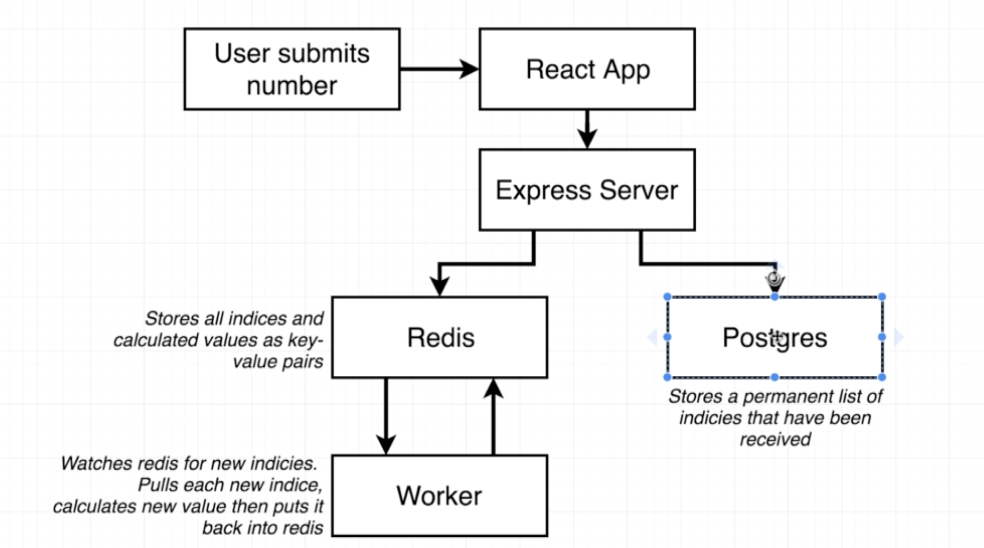 User submits
number
React App
Express Server
Stores all indices and
calculated values as key-
value pairs
Redis
Postgres
Stores a permanent list of
indicies that have been
received
Watches redis for new indicies.
Pulls each new indice,
calculates new value then puts it
back into redis
Worker